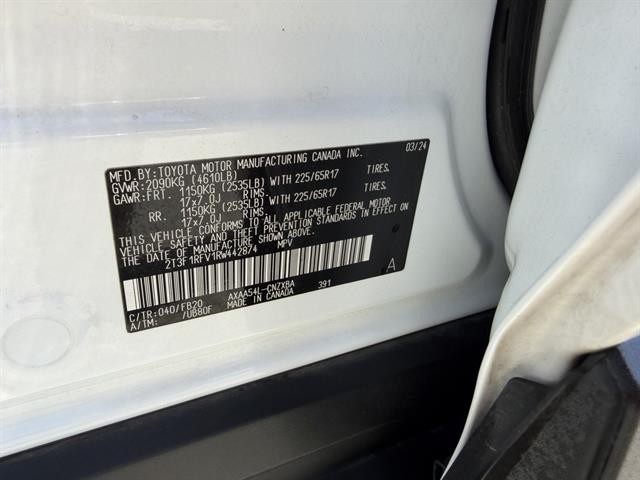 MFD.BY:TOYOTA MOTOR MANUFACTURING CANADA INC. 03/24
GVWR:2090KG (4610LB)
GAWR:FRT. 1150KG (2535LB) WITH 225/65R17 TIRES.
17x7.0J RIMS.
RR. 1150KG (2535LB) WITH 225/65R17 TIRES.
17x7.0J RIMS.
THIS VEHICLE CONFORMS TO ALL APPLICABLE FEDERAL MOTOR
VEHICLE SAFETY AND THEFT PREVENTION STANDARDS IN EFFECT
ON THE DATE OF MANUFACTURE SHOWN ABOVE.
2T3F1RFV1RW442874 MPV
A
C/TR:040/FB20 AXAA54L-CNZXBA 391
A/TM: /UB80F MADE IN CANADA